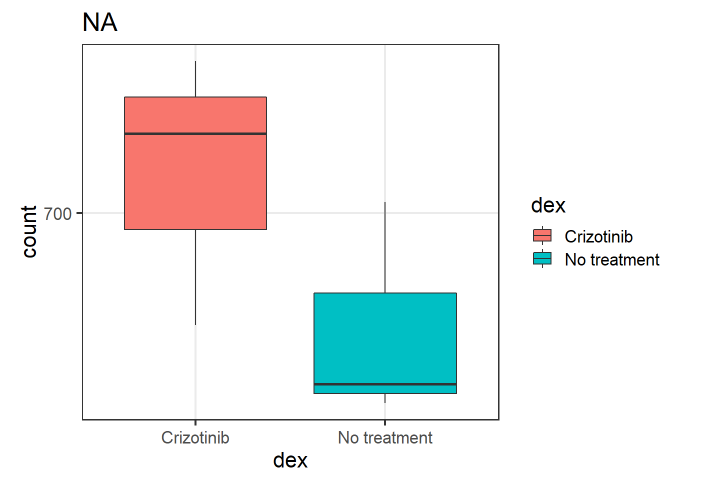 NA
count
700
Crizotinib
No treatment
dex
dex
Crizotinib
No treatment